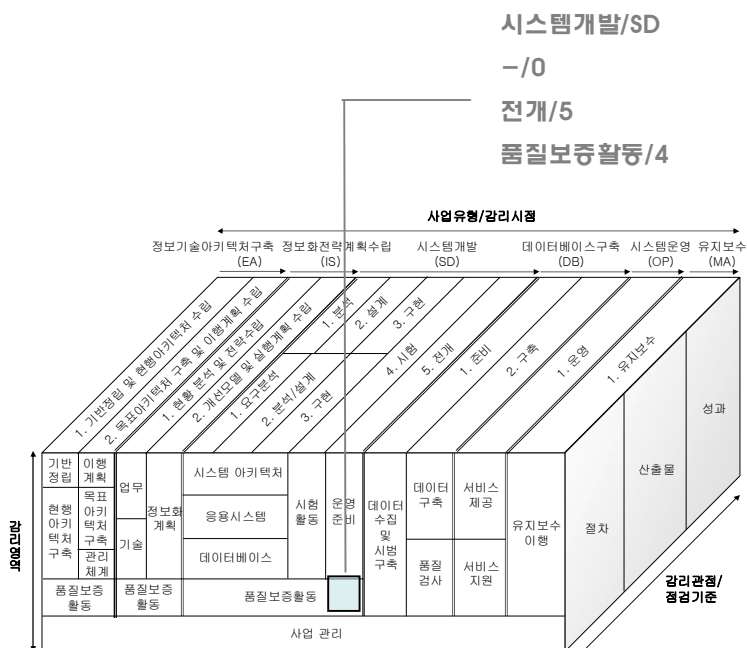 시스템개발/SD
-/0
전개/5
품질보증활동/4
사업유형/감리시점
정보기술아키텍처구축 정보화전략계획수립 시스템개발 데이터베이스구축 시스템운영 유지보수
(EA) (IS) (SD) (DB) (OP) (MA)
1. 기반정립 및 현행아키텍처 수립
2. 목표아키텍처 구축 및 이행계획 수립
1. 현황 분석 및 전략수립
2. 개선모델 및 실행계획 수립
1. 분석
2. 설계
3. 구현
1. 요구분석
2. 분석/설계
3. 구현
4. 시험
5. 전개
1. 준비
2. 구축
1. 운영
1. 유지보수
감리영역
기반
정립
이행
계획
현행
아키
텍처
구축
목표
아키
텍처
구축
관리
체계
업무
기술
정보화
계획
시스템 아키텍처
응용시스템
데이터베이스
시험
활동
운영
준비
데이터
수집
및
시범
구축
데이터
구축
품질
검사
서비스
제공
서비스
지원
유지보수
이행
품질보증
활동
품질보증
활동
품질보증활동
사업 관리
절차
산출물
성과
감리관점/
점검기준